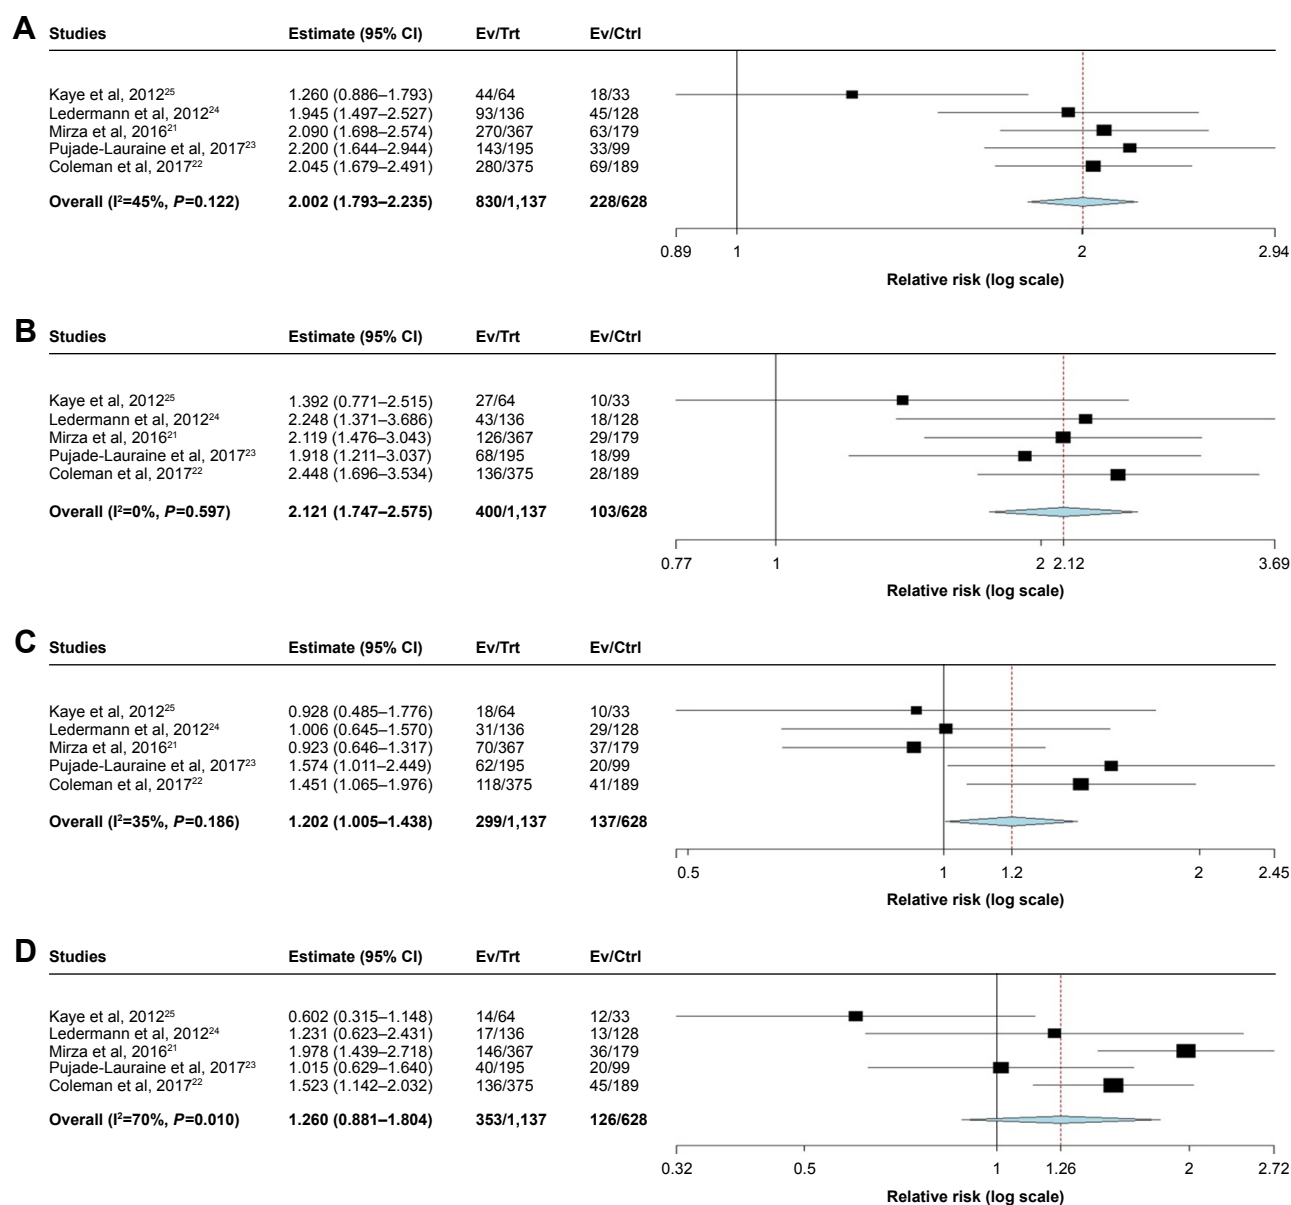 A Studies Estimate (95% CI) Ev/Trt Ev/Ctrl
Kaye et al, 2012²⁵ 1.260 (0.886–1.793) 44/64 18/33
Ledermann et al, 2012²⁴ 1.945 (1.497–2.527) 93/136 45/128
Mirza et al, 2016²¹ 2.090 (1.698–2.574) 270/367 63/179
Pujade-Lauraine et al, 2017²³ 2.200 (1.644–2.944) 143/195 33/99
Coleman et al, 2017²² 2.045 (1.679–2.491) 280/375 69/189
Overall (I²=45%, P=0.122) 2.002 (1.793–2.235) 830/1,137 228/628
0.89 1 2 2.94
Relative risk (log scale)
B Studies Estimate (95% CI) Ev/Trt Ev/Ctrl
Kaye et al, 2012²⁵ 1.392 (0.771–2.515) 27/64 10/33
Ledermann et al, 2012²⁴ 2.248 (1.371–3.686) 43/136 18/128
Mirza et al, 2016²¹ 2.119 (1.476–3.043) 126/367 29/179
Pujade-Lauraine et al, 2017²³ 1.918 (1.211–3.037) 68/195 18/99
Coleman et al, 2017²² 2.448 (1.696–3.534) 136/375 28/189
Overall (I²=0%, P=0.597) 2.121 (1.747–2.575) 400/1,137 103/628
0.77 1 2 2.12 3.69
Relative risk (log scale)
C Studies Estimate (95% CI) Ev/Trt Ev/Ctrl
Kaye et al, 2012²⁵ 0.928 (0.485–1.776) 18/64 10/33
Ledermann et al, 2012²⁴ 1.006 (0.645–1.570) 31/136 29/128
Mirza et al, 2016²¹ 0.923 (0.646–1.317) 70/367 37/179
Pujade-Lauraine et al, 2017²³ 1.574 (1.011–2.449) 62/195 20/99
Coleman et al, 2017²² 1.451 (1.065–1.976) 118/375 41/189
Overall (I²=35%, P=0.186) 1.202 (1.005–1.438) 299/1,137 137/628
0.5 1 1.2 2 2.45
Relative risk (log scale)
D Studies Estimate (95% CI) Ev/Trt Ev/Ctrl
Kaye et al, 2012²⁵ 0.602 (0.315–1.148) 14/64 12/33
Ledermann et al, 2012²⁴ 1.231 (0.623–2.431) 17/136 13/128
Mirza et al, 2016²¹ 1.978 (1.439–2.718) 146/367 36/179
Pujade-Lauraine et al, 2017²³ 1.015 (0.629–1.640) 40/195 20/99
Coleman et al, 2017²² 1.523 (1.142–2.032) 136/375 45/189
Overall (I²=70%, P=0.010) 1.260 (0.881–1.804) 353/1,137 126/628
0.32 0.5 1 1.26 2 2.72
Relative risk (log scale)